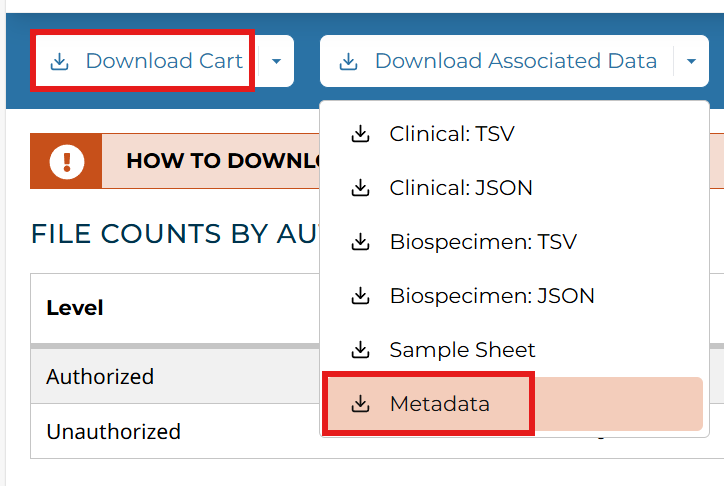 Download Cart
Download Associated Data
Clinical: TSV
HOW TO DOWNLO
Clinical: JSON
FILE COUNTS BY AU
Biospecimen: TSV
Biospecimen: JSON
Level
Sample Sheet
Authorized
Metadata
Unauthorized